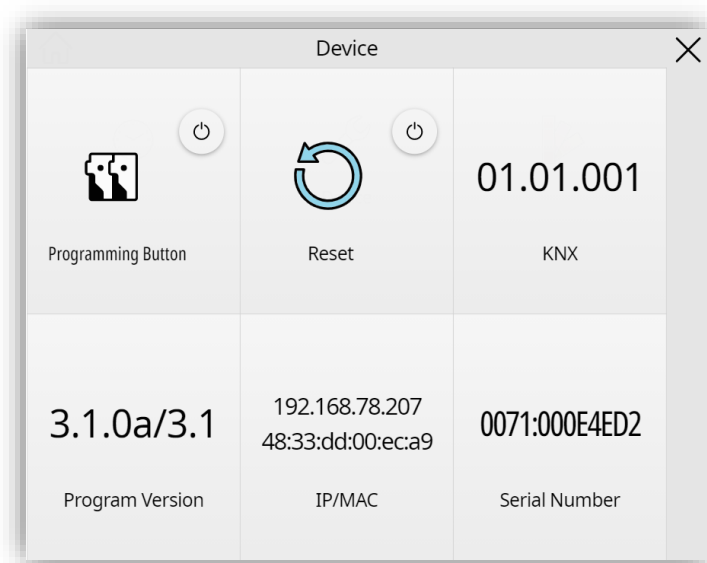 Device
Programming Button
Reset
01.01.001
KNX
3.1.0a/3.1
Program Version
192.168.78.207
48:33:dd:00:ec:a9
IP/MAC
0071:000E4ED2
Serial Number